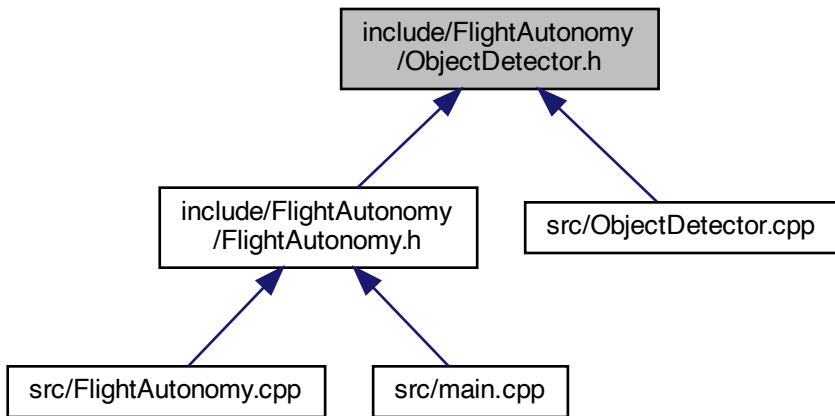 include/FlightAutonomy
/ObjectDetector.h
include/FlightAutonomy
/FlightAutonomy.h
src/ObjectDetector.cpp
src/FlightAutonomy.cpp
src/main.cpp